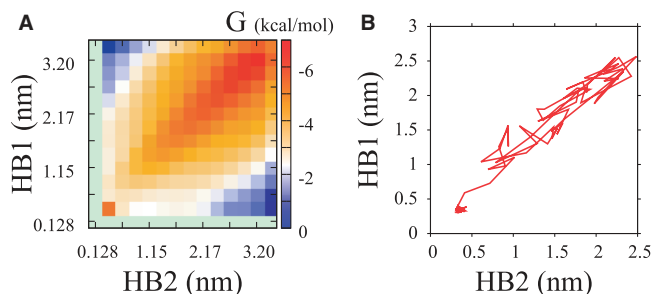 A
G (kcal/mol)
HB1 (nm)
3.20
2.17
1.15
0.128
0.128 1.15 2.17 3.20
HB2 (nm)
-6
-4
-2
0
B
HB1 (nm)
3
2.5
2
1.5
1
0.5
0
0 0.5 1 1.5 2 2.5
HB2 (nm)